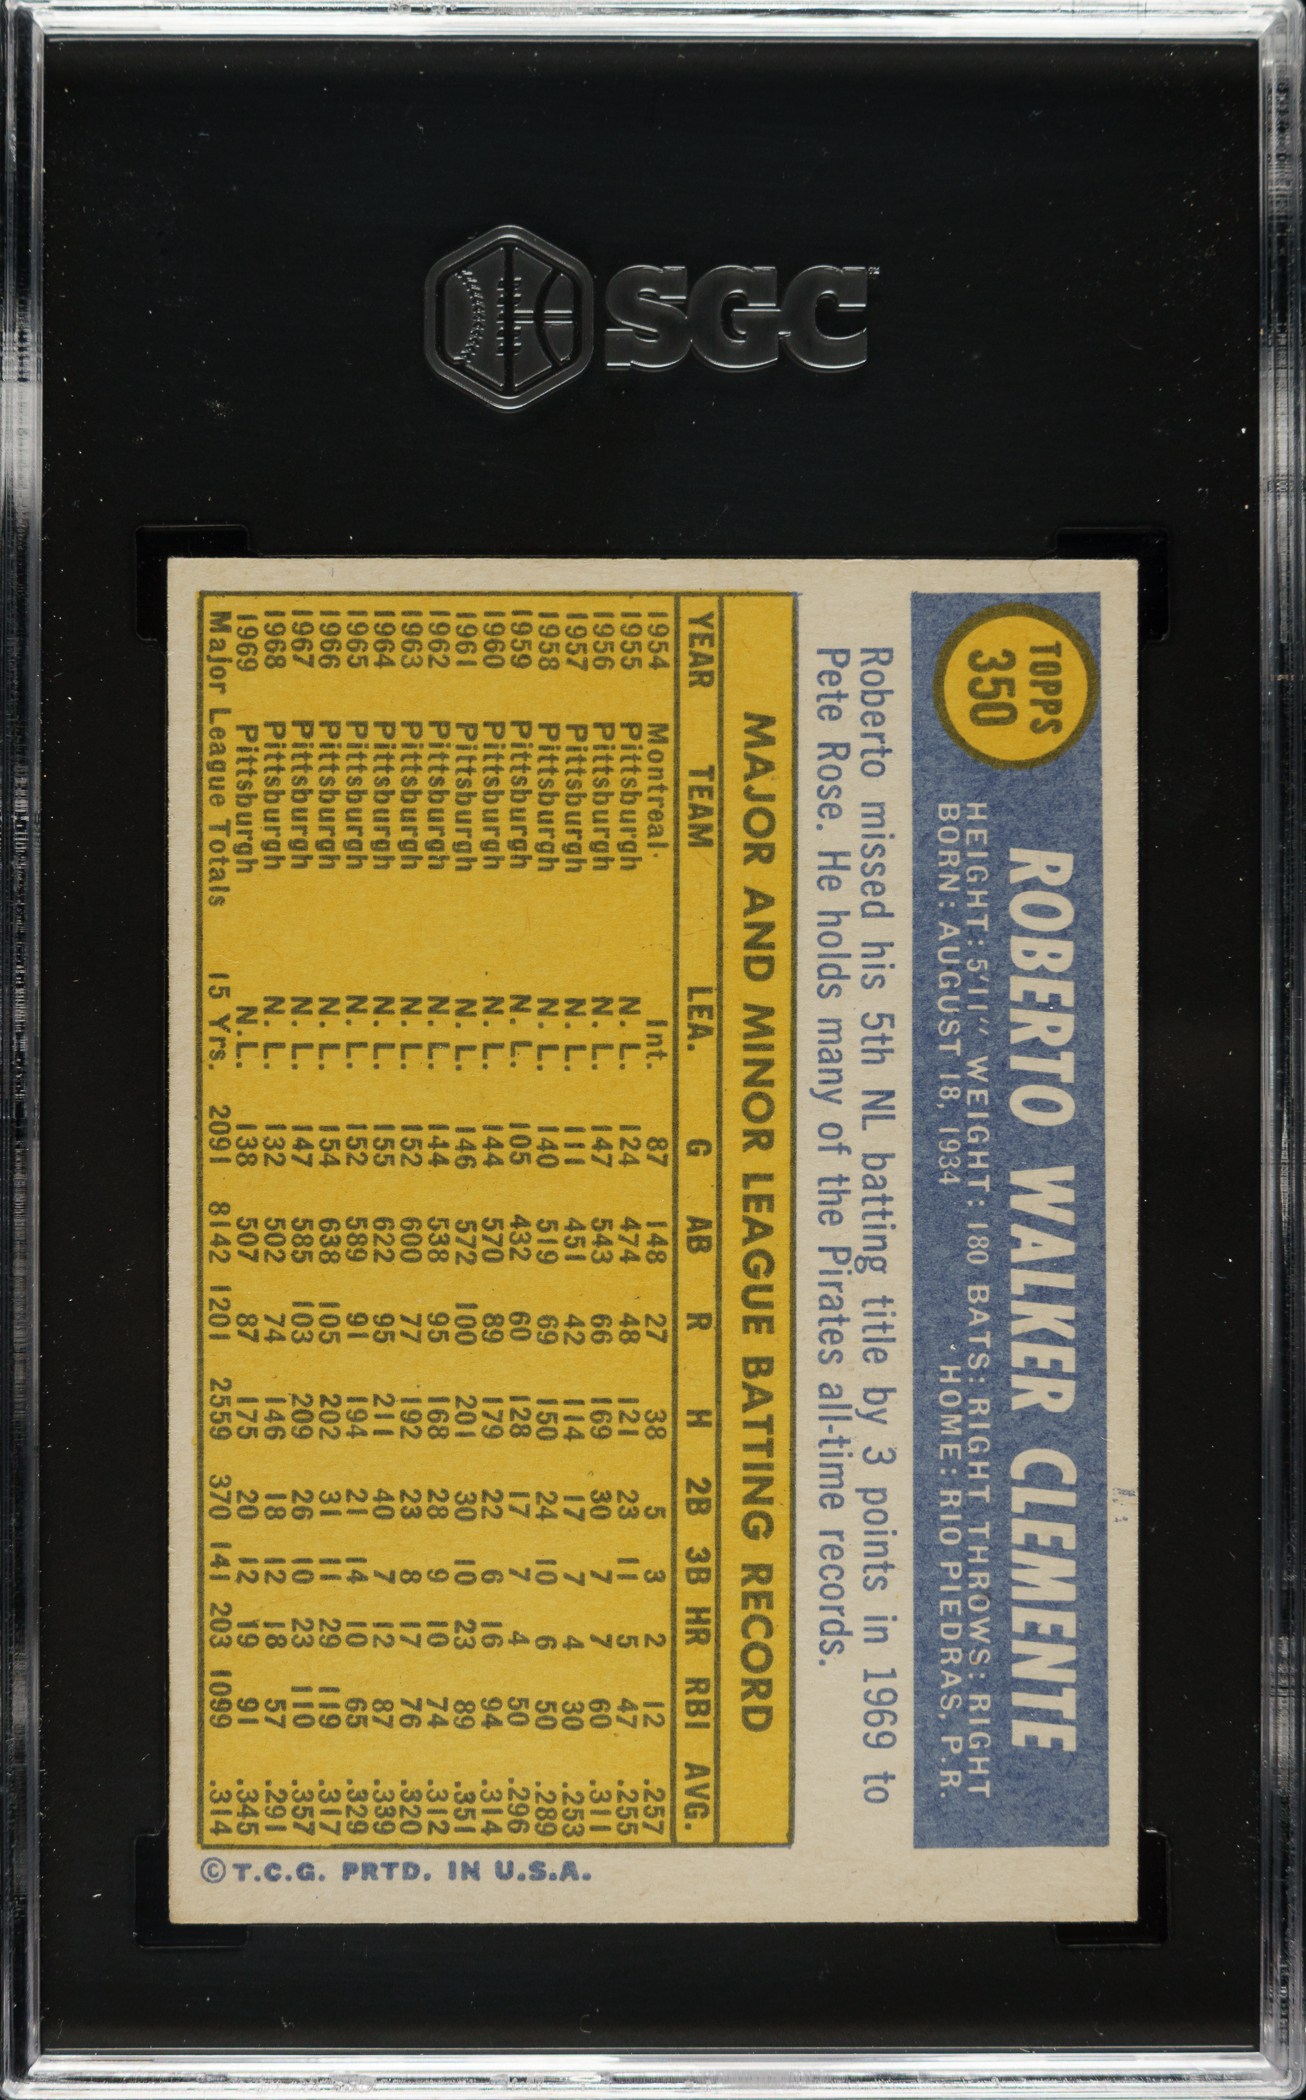 SGC
TOPPS
350
ROBERTO WALKER CLEMENTE
HEIGHT: 5'11" WEIGHT: 180 BATS: RIGHT THROWS: RIGHT
BORN: AUGUST 18, 1934 HOME: RIO PIEDRAS, P.R.
Roberto missed his 5th NL batting title by 3 points in 1969 to
Pete Rose. He holds many of the Pirates all-time records.
MAJOR AND MINOR LEAGUE BATTING RECORD
YEAR TEAM LEA. G AB R H 2B 3B HR RBI AVG.
1954 Montreal Int. 87 148 27 38 5 3 2 12 .257
1955 Pittsburgh N. L. 124 474 48 121 23 11 5 47 .255
1956 Pittsburgh N. L. 147 543 66 169 30 7 7 60 .311
1957 Pittsburgh N. L. 111 451 42 114 17 7 4 30 .253
1958 Pittsburgh N. L. 140 519 69 150 24 10 6 50 .289
1959 Pittsburgh N. L. 105 432 60 128 17 7 4 50 .296
1960 Pittsburgh N. L. 144 570 89 179 22 6 16 94 .314
1961 Pittsburgh N. L. 146 572 100 201 30 10 23 89 .351
1962 Pittsburgh N. L. 144 538 95 168 28 9 10 74 .312
1963 Pittsburgh N. L. 152 600 77 192 23 8 17 76 .320
1964 Pittsburgh N. L. 155 622 95 211 40 7 12 87 .339
1965 Pittsburgh N. L. 152 589 91 194 21 14 10 65 .329
1966 Pittsburgh N. L. 154 638 105 202 31 11 29 119 .317
1967 Pittsburgh N. L. 147 585 103 209 26 10 23 110 .357
1968 Pittsburgh N. L. 132 502 74 146 18 12 18 57 .291
1969 Pittsburgh N.L. 138 507 87 175 20 12 19 91 .345
Major League Totals 15 Yrs. 2091 8142 1201 2559 370 141 203 1099 .314
© T.C.G. PRTD. IN U.S.A.